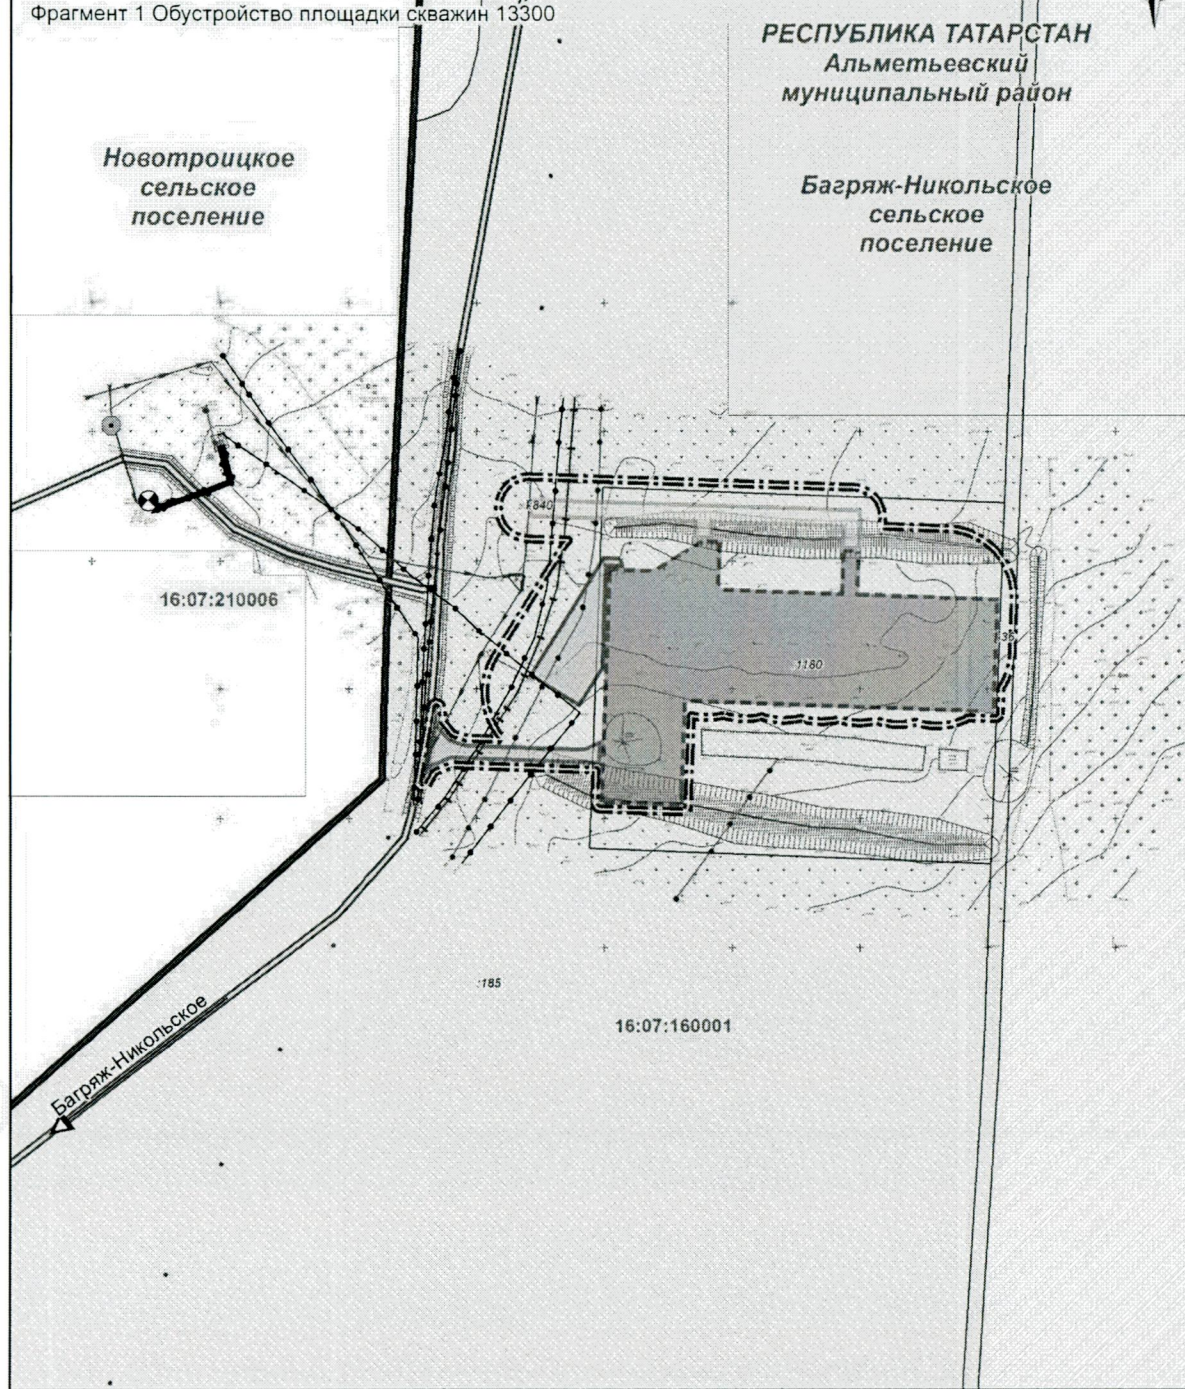 Фрагмент 1 Обустройство площадки скважин 13300
РЕСПУБЛИКА ТАТАРСТАН
Альметьевский
муниципальный район
Новотроицкое
сельское
поселение
Багряж-Никольское
сельское
поселение
16:07:210006
:1180
:185
16:07:160001
Багряж-Никольское